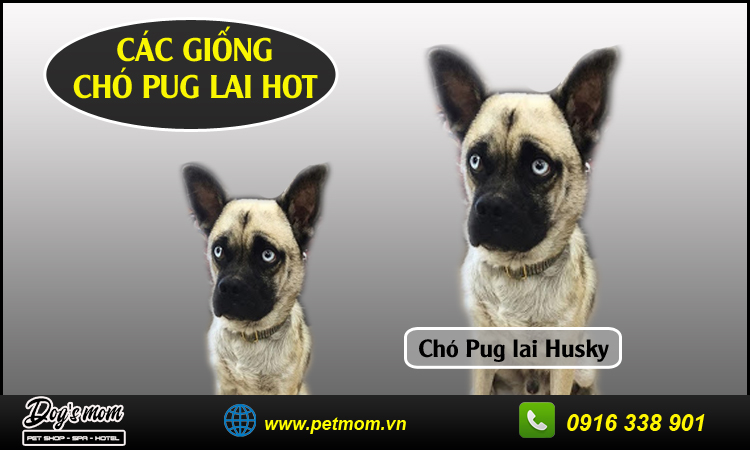 CÁC GIỐNG
CHÓ PUG LAI HOT
Chó Pug lai Husky
Dog's mom
PET SHOP - SPA - HOTEL
www.petmom.vn
0916 338 901